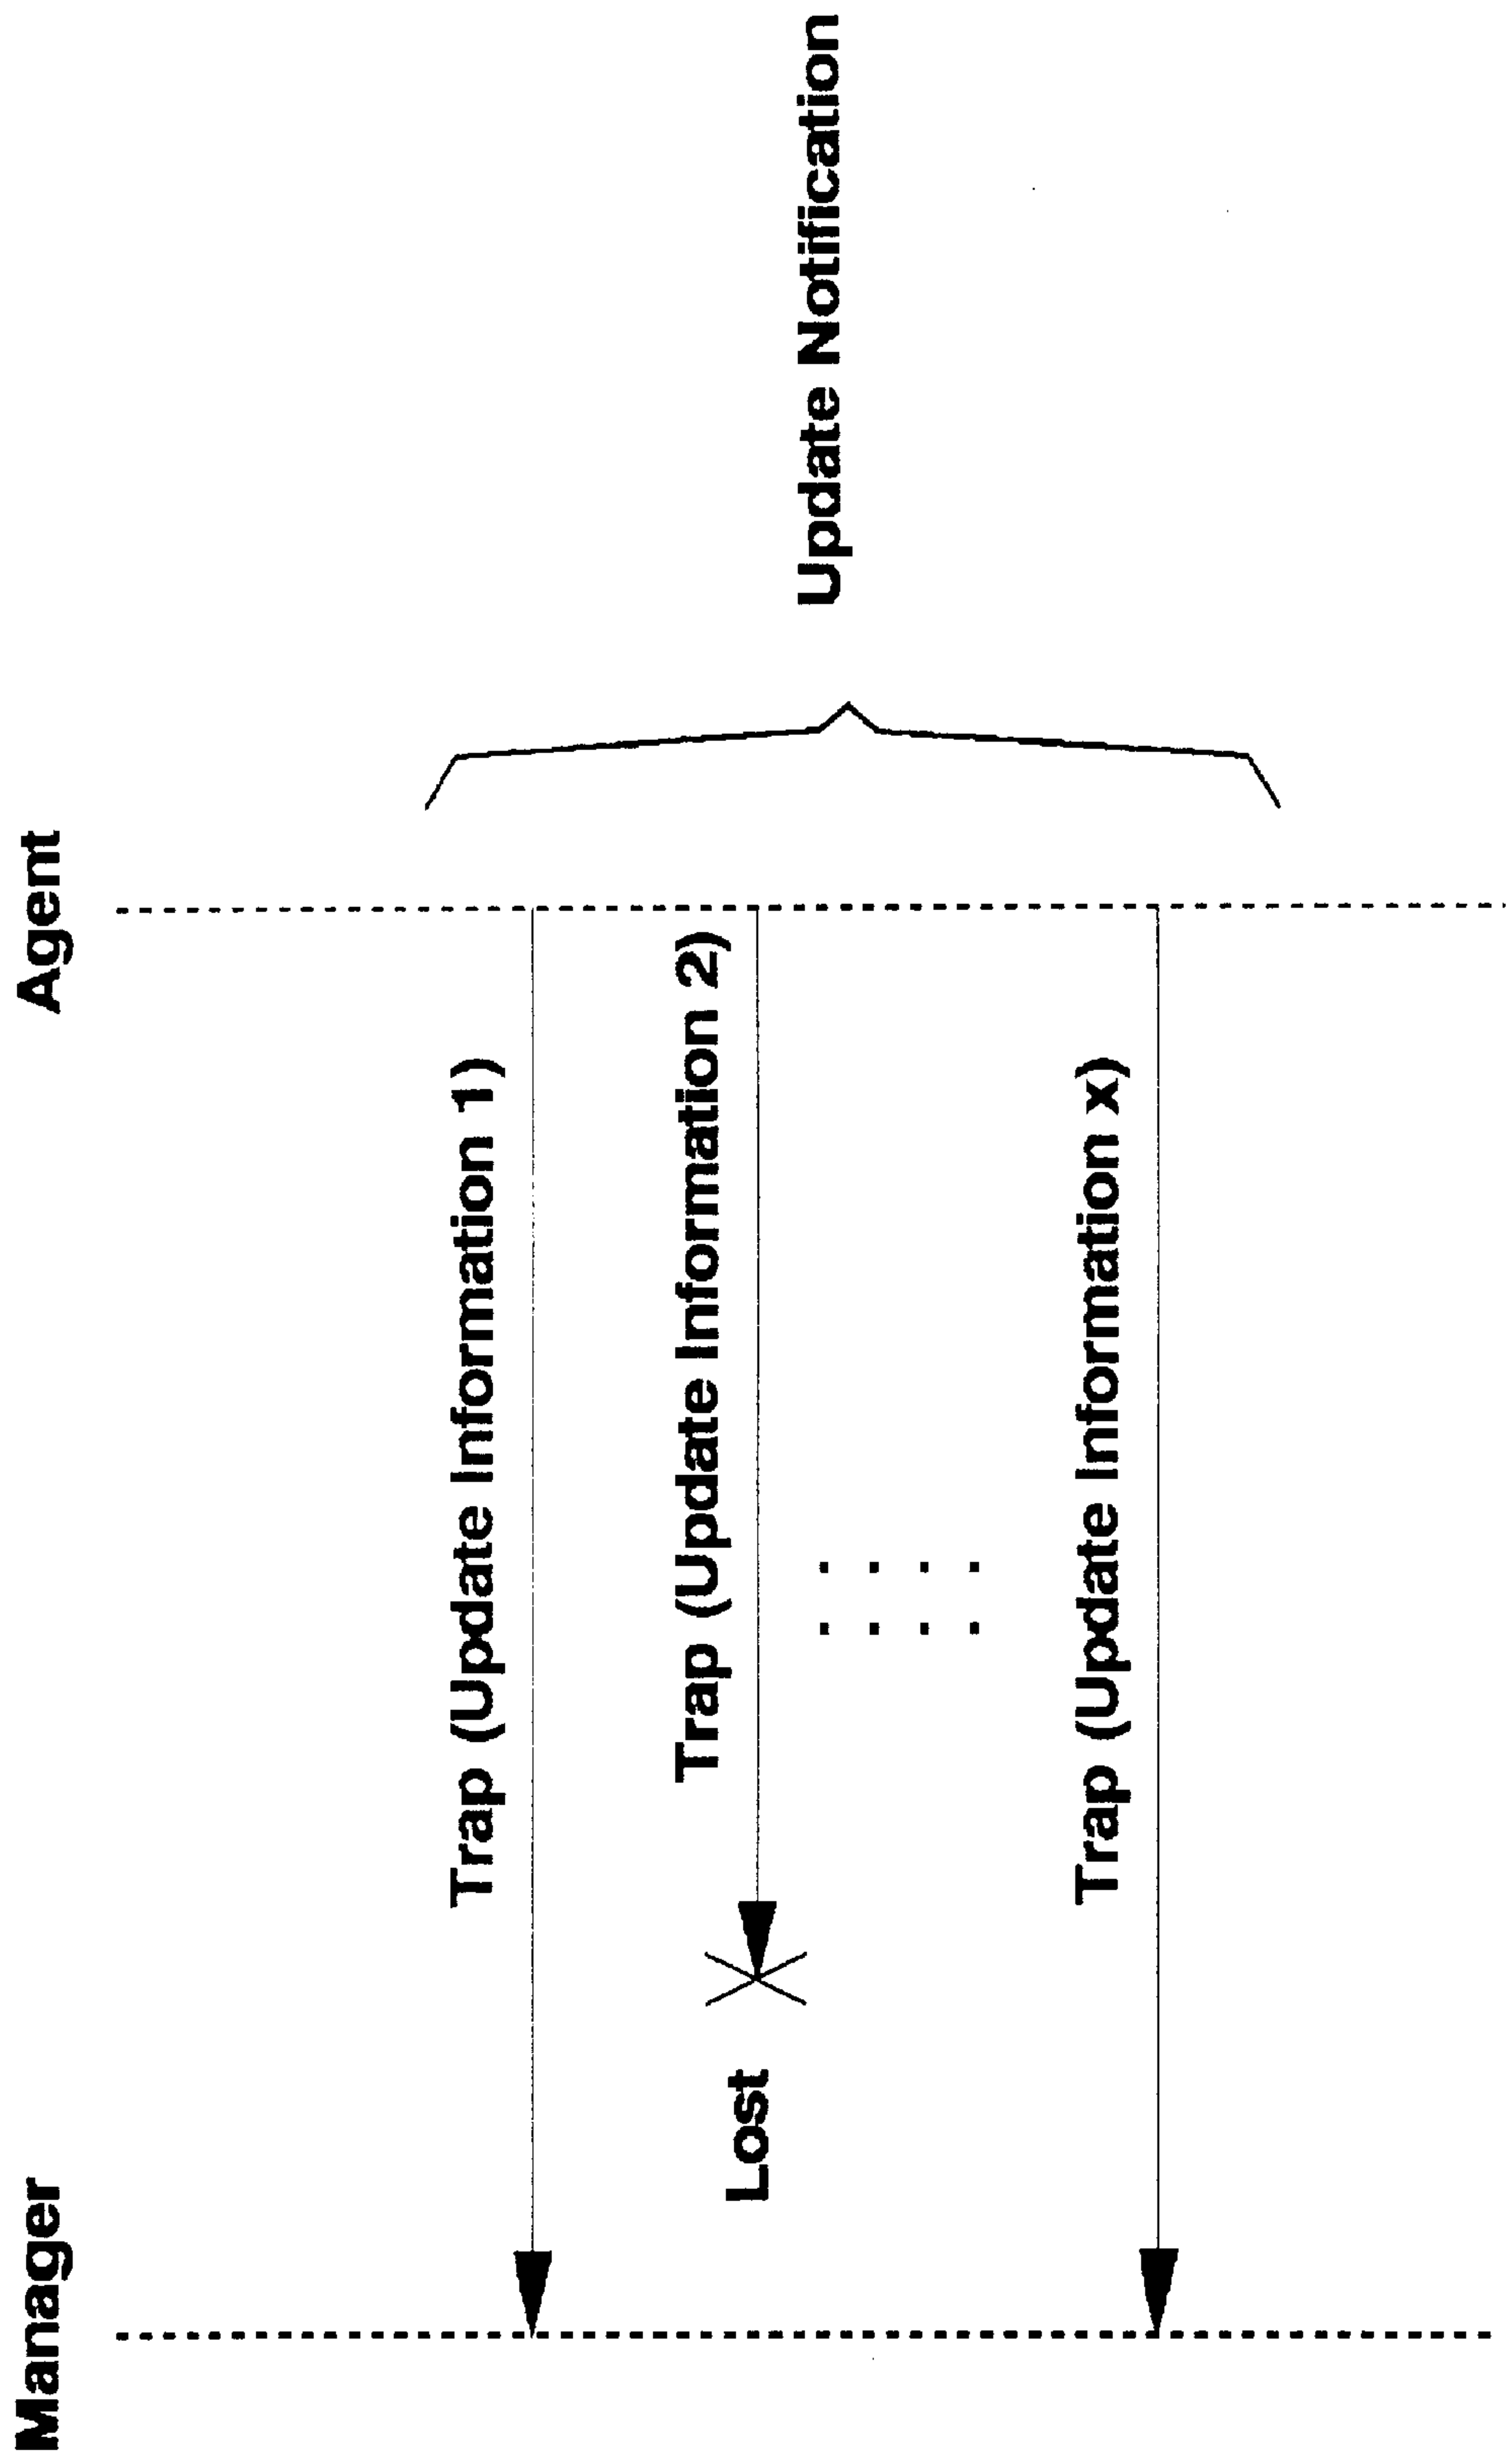 Manager
Agent
Trap (Update Information 1)
Trap (Update Information 2)
Lost
Update Notification
Trap (Update Information x)